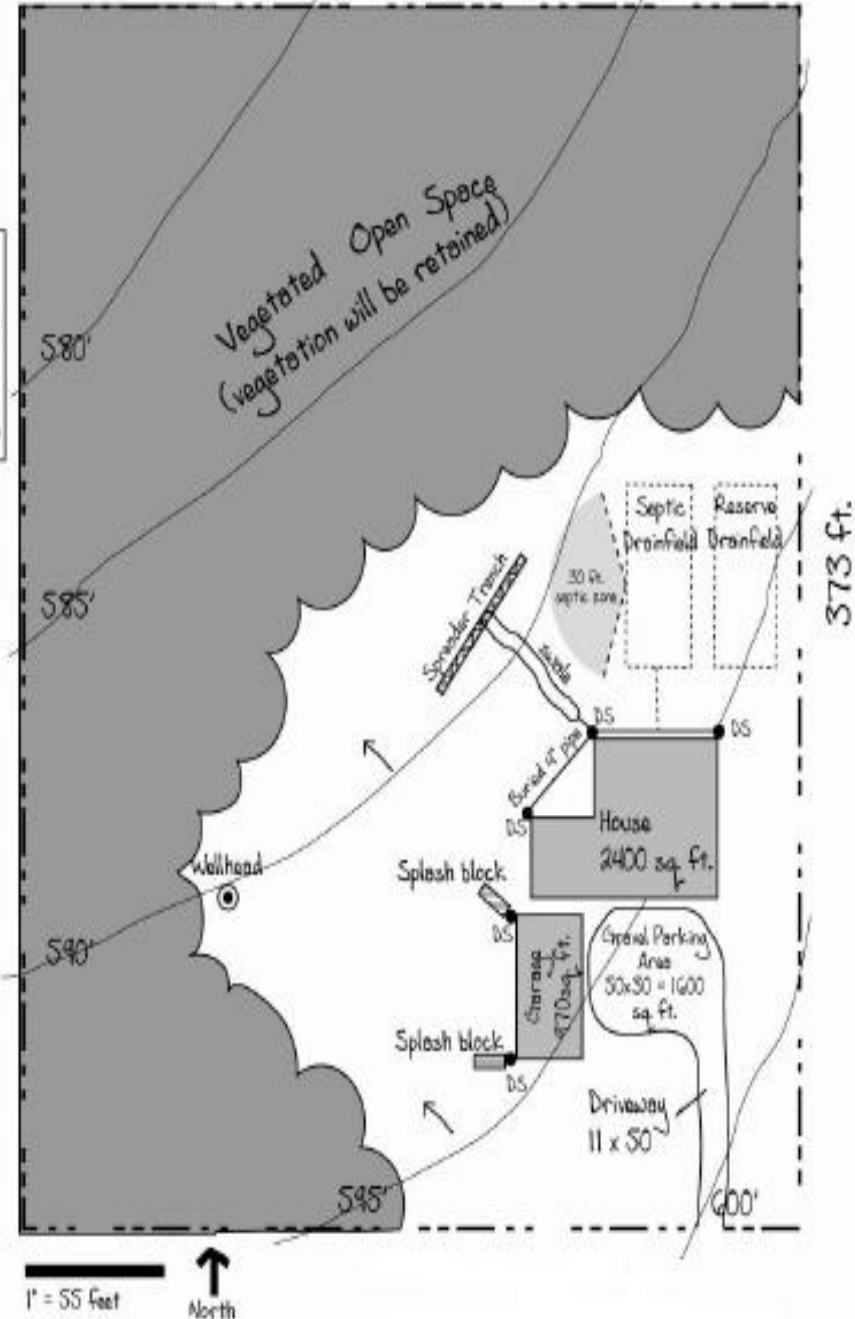 Vegetated Open Space
(vegetation will be retained)
580'
585'
Septic
Drainfield
Reserve
Drainfield
373 ft.
30 ft.
septic zone
Spreader Trench
swale
DS
DS
Buried 4" pipe
DS
House
2400 sq ft.
Wellhead
Splash block
DS
590'
Garage
970 sq. ft.
Gravel Parking
Area
50x30 = 1600
sq. ft.
Splash block
DS
Driveway
11 x 50
595'
600'
1" = 55 feet
North